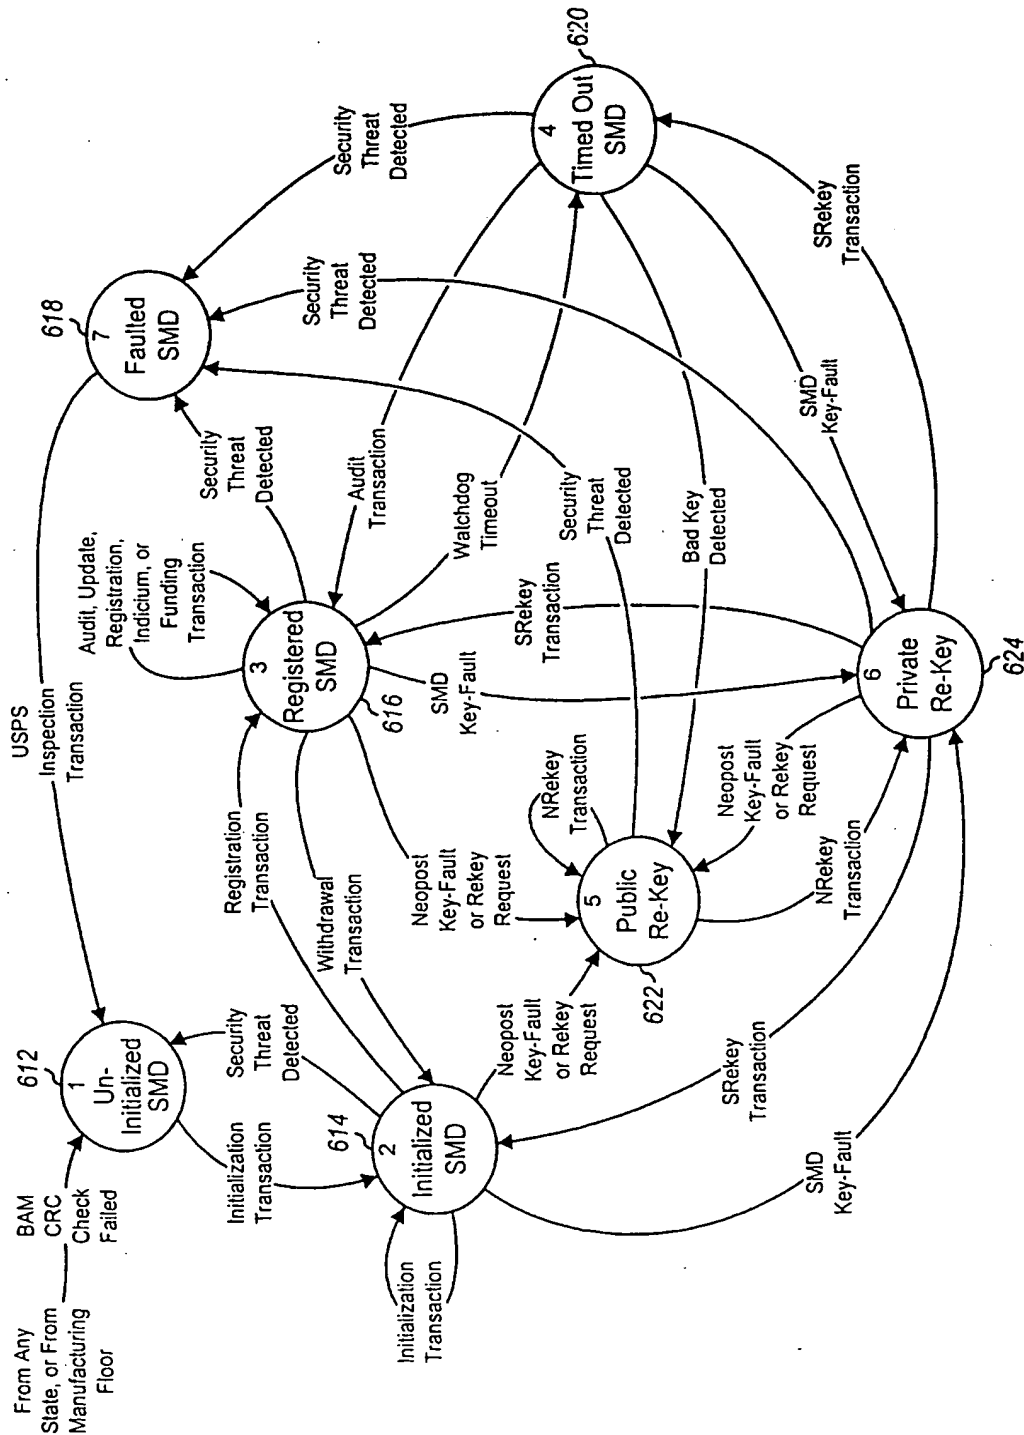 From Any
State, or From
Manufacturing
Floor
BAM
CRC
Check
Failed
612
1
Un-
Initialized
SMD
USPS
Inspection
Transaction
618
7
Faulted
SMD
Security
Threat
Detected
Initialization
Transaction
614
2
Initialized
SMD
Initialization
Transaction
Registration
Transaction
Withdrawal
Transaction
Audit, Update,
Registration,
Indicium, or
Funding
Transaction
3
Registered
SMD
616
Security
Threat
Detected
Audit
Transaction
Watchdog
Timeout
Security
Threat
Detected
Security
Threat
Detected
Security
Threat
Detected
4
Timed Out
SMD
620
Neopost
Key-Fault
or Rekey
Request
Neopost
Key-Fault
or Rekey
Request
SMD
Key-Fault
SRekey
Transaction
NRekey
Transaction
5
Public
Re-Key
622
Bad Key
Detected
SMD
Key-Fault
SRekey
Transaction
Neopost
Key-Fault
or Rekey
Request
NRekey
Transaction
6
Private
Re-Key
624
SRekey
Transaction
SMD
Key-Fault